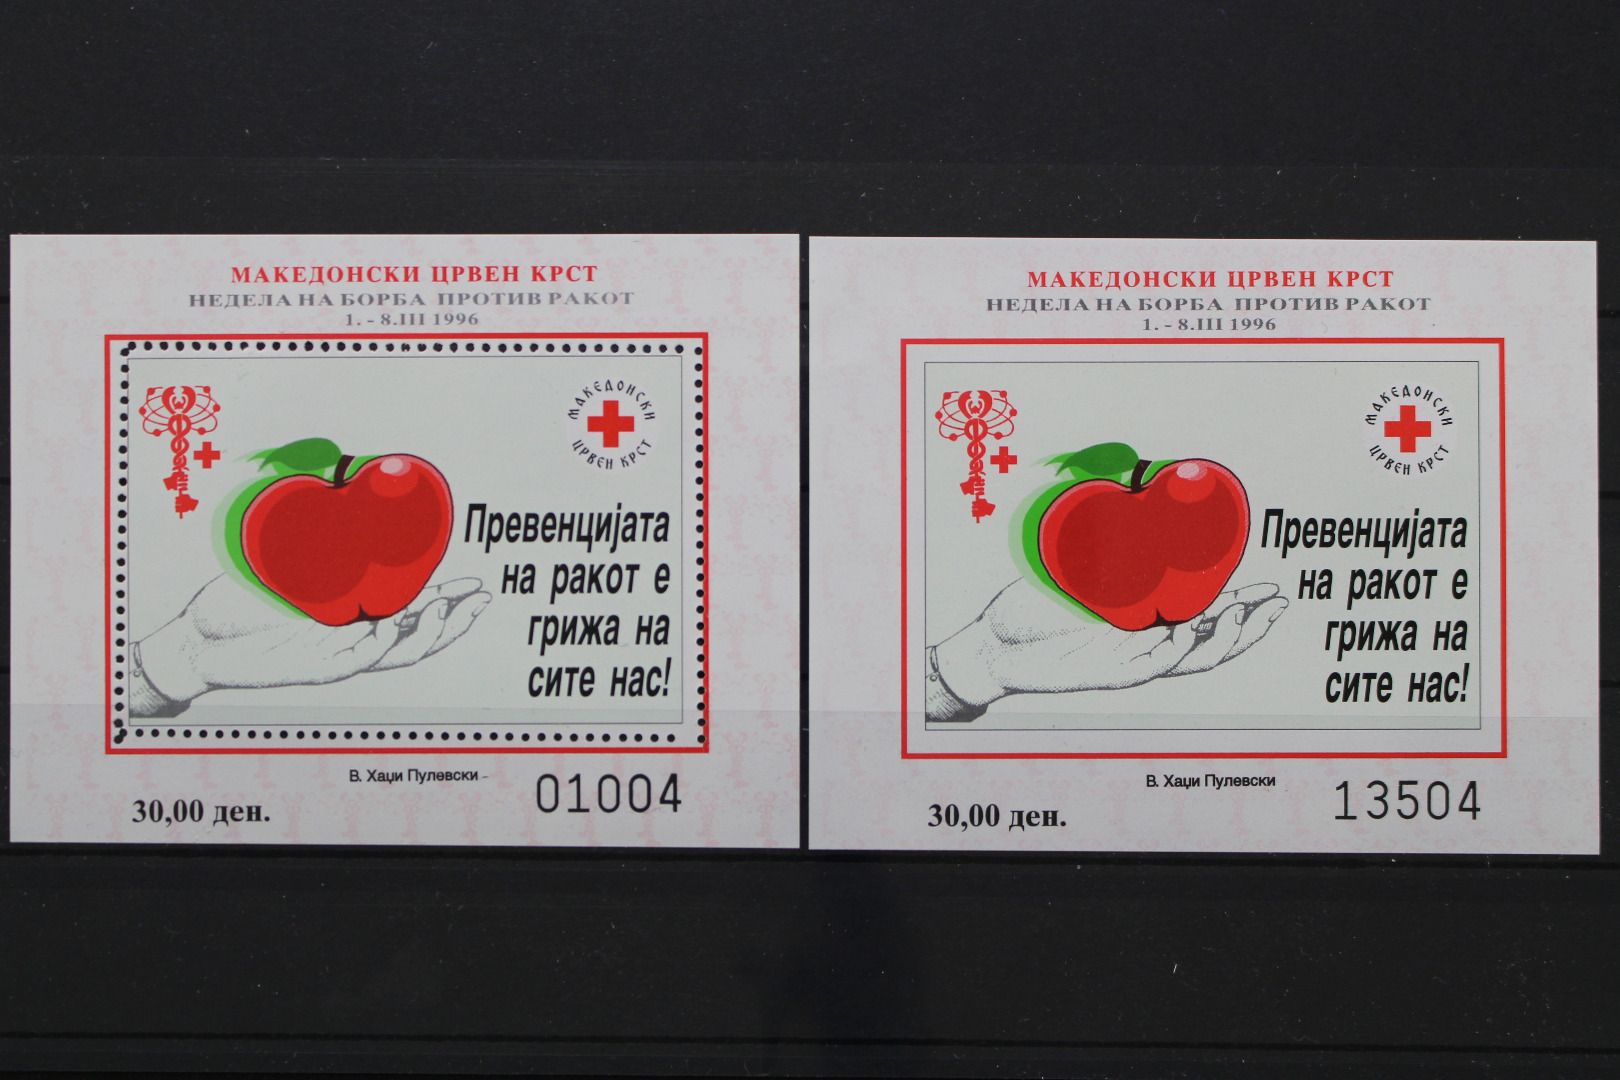 МАКЕДОНСКИ ЦРВЕН КРСТ
НЕДЕЛА НА БОРБА ПРОТИВ РАКОТ
1. - 8.III 1996
МАКЕДОНСКИ
ЦРВЕН КРСТ
Превенцијата
на ракот е
грижа на
сите нас!
В. Хаџи Пулевски
30,00 ден.
01004
МАКЕДОНСКИ ЦРВЕН КРСТ
НЕДЕЛА НА БОРБА ПРОТИВ РАКОТ
1. - 8.III 1996
МАКЕДОНСКИ
ЦРВЕН КРСТ
Превенцијата
на ракот е
грижа на
сите нас!
В. Хаџи Пулевски
30,00 ден.
13504